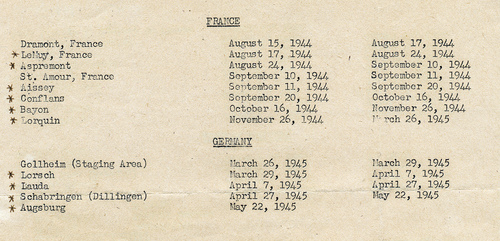 FRANCE
Dramont, France August 15, 1944 August 17, 1944
* LeMuy, France August 17, 1944 August 24, 1944
* Aspremont August 24, 1944 September 10, 1944
St. Amour, France September 10, 1944 September 11, 1944
* Aissey September 11, 1944 September 20, 1944
* Conflans September 20, 1944 October 16, 1944
* Bayon October 16, 1944 November 26, 1944
* Lorquin November 26, 1944 March 26, 1945
GERMANY
Gollheim (Staging Area) March 26, 1945 March 29, 1945
* Lorsch March 29, 1945 April 7, 1945
* Lauda April 7, 1945 April 27, 1945
* Schabringen (Dillingen) April 27, 1945 May 22, 1945
* Augsburg May 22, 1945